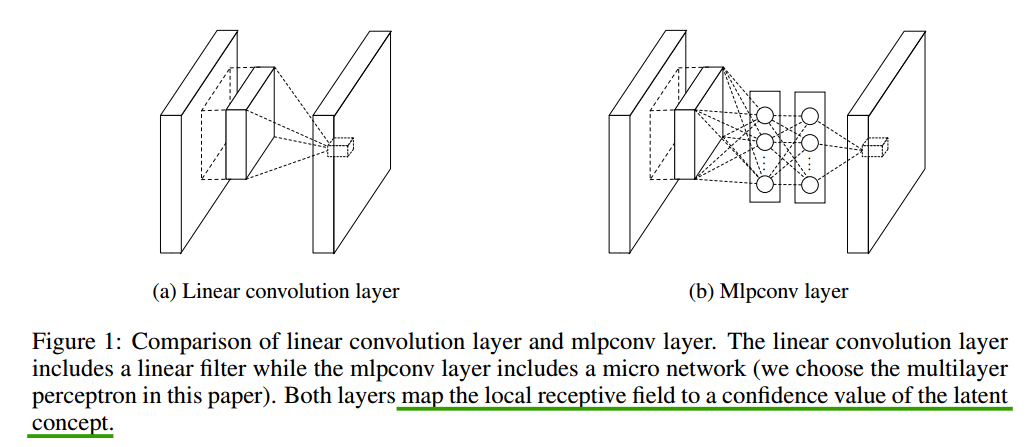 (a) Linear convolution layer
(b) Mlpconv layer
Figure 1: Comparison of linear convolution layer and mlpconv layer. The linear convolution layer
includes a linear filter while the mlpconv layer includes a micro network (we choose the multilayer
perceptron in this paper). Both layers map the local receptive field to a confidence value of the latent
concept.